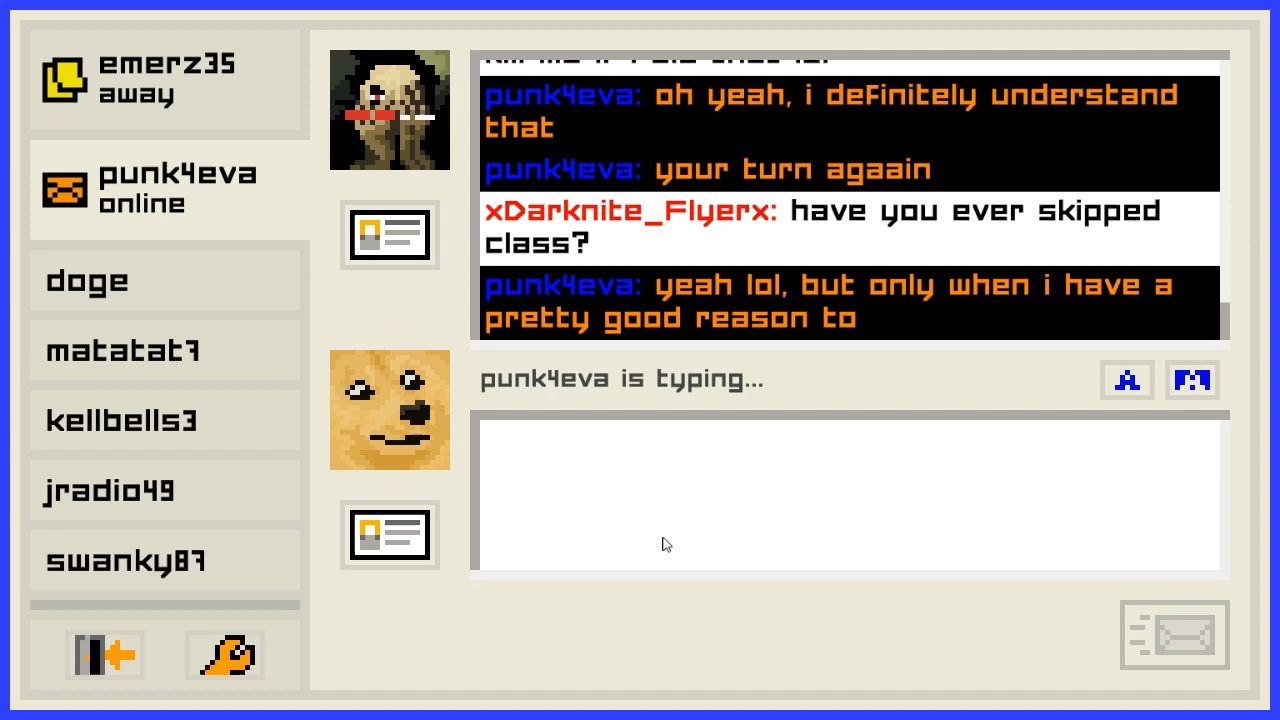 emerz35
away
punk4eva
online
doge
matatat7
kellbells3
jradio49
swanky87
punk4eva: oh yeah, i definitely understand
that
punk4eva: your turn agaain
xDarknite_Flyerx: have you ever skipped
class?
punk4eva: yeah lol, but only when i have a
pretty good reason to
punk4eva is typing...
A